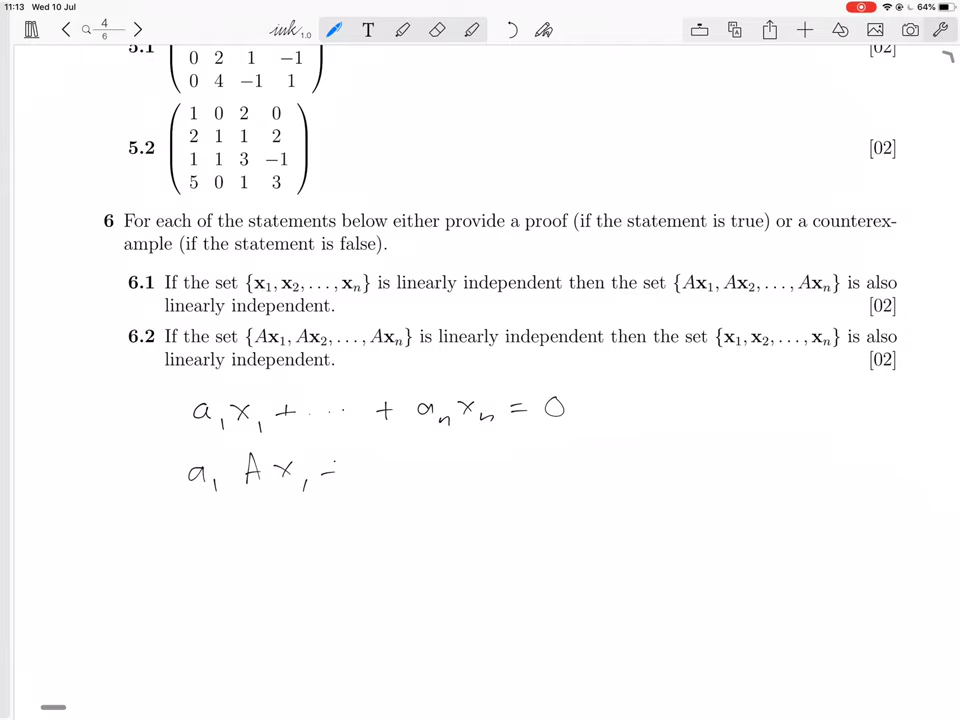 11:13 Wed 10 Jul
64%
4
6
ink 1.0
T
5.1
0 2 1 −1
0 4 −1 1
[02]
5.2
1 0 2 0
2 1 1 2
1 1 3 −1
5 0 1 3
[02]
6 For each of the statements below either provide a proof (if the statement is true) or a counterex-
ample (if the statement is false).
6.1 If the set {x₁, x₂, . . . , xₙ} is linearly independent then the set {Ax₁, Ax₂, . . . , Axₙ} is also
linearly independent. [02]
6.2 If the set {Ax₁, Ax₂, . . . , Axₙ} is linearly independent then the set {x₁, x₂, . . . , xₙ} is also
linearly independent. [02]
a₁x₁ + ... + aₙxₙ = 0
a₁ Ax₁